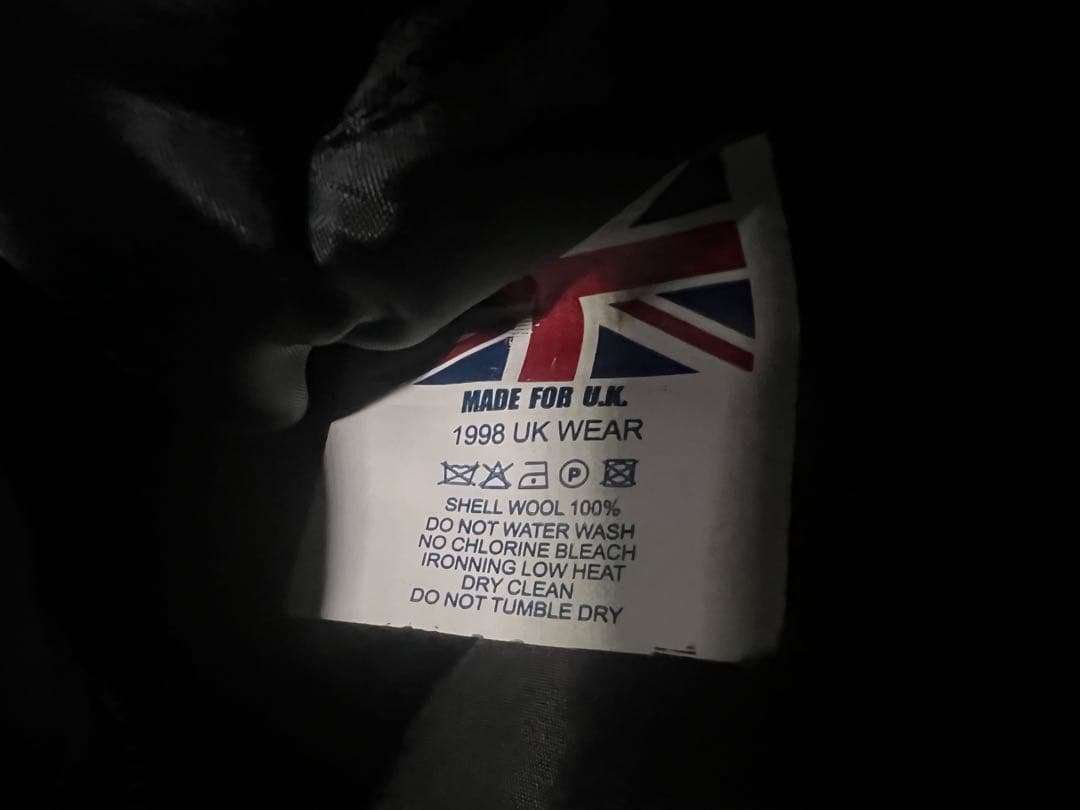 MADE FOR U.K.
1998 UK WEAR
P
SHELL WOOL 100%
DO NOT WATER WASH
NO CHLORINE BLEACH
IRONNING LOW HEAT
DRY CLEAN
DO NOT TUMBLE DRY